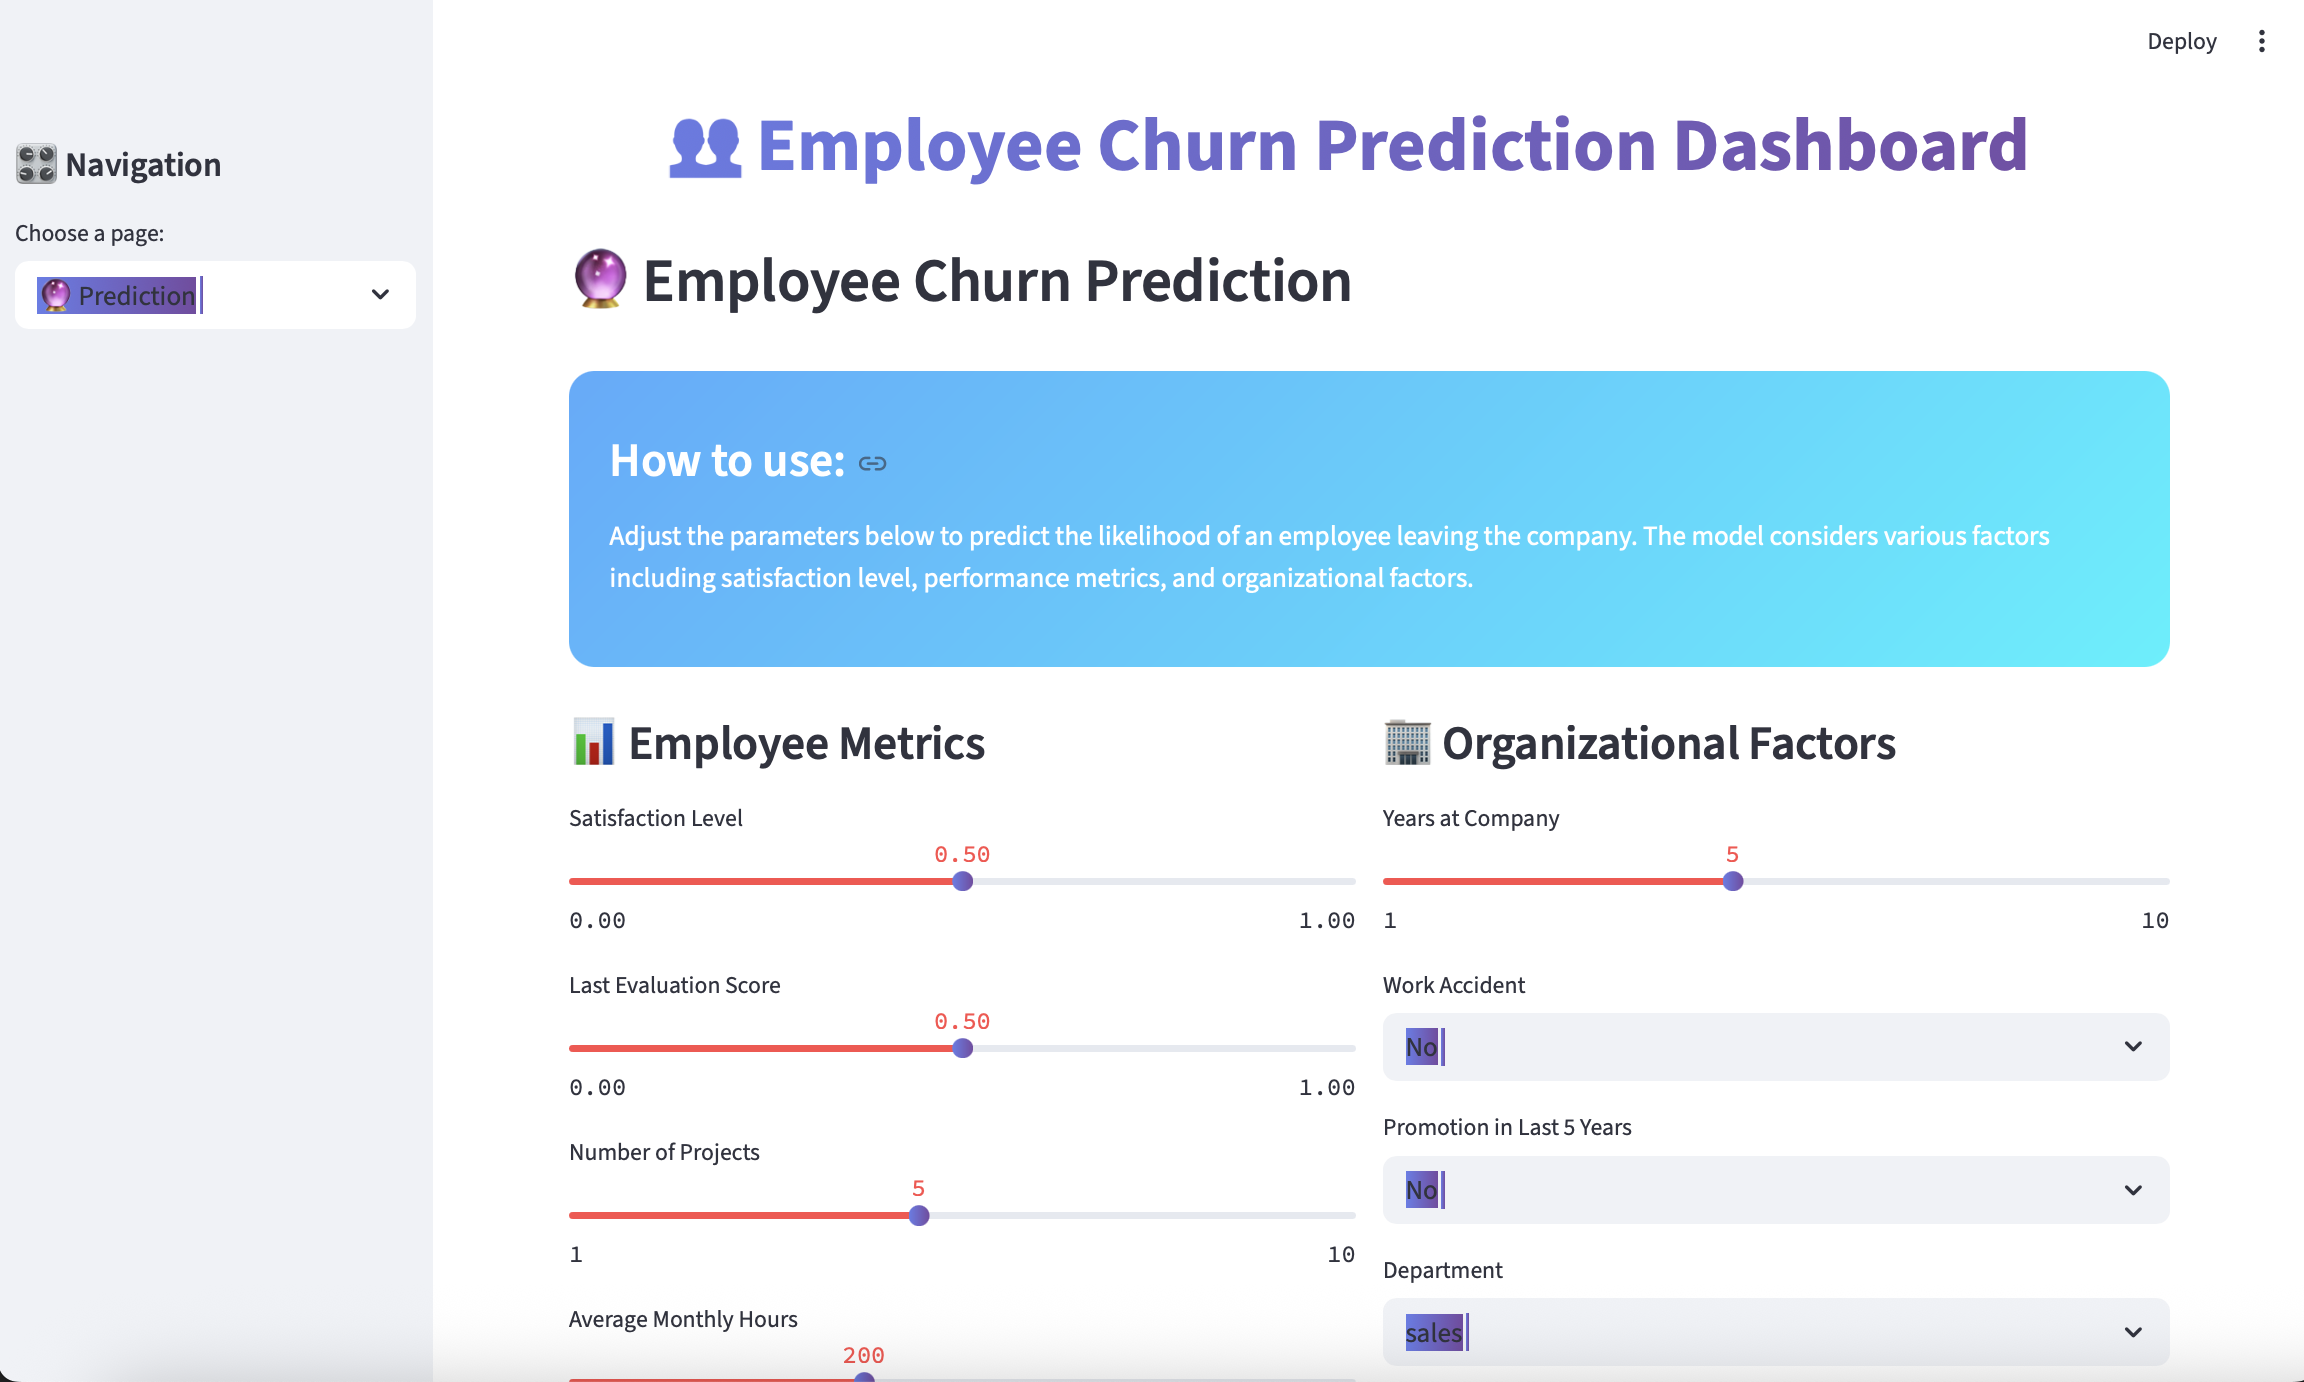 Deploy
Navigation
Choose a page:
Prediction
Employee Churn Prediction Dashboard
Employee Churn Prediction
How to use:
Adjust the parameters below to predict the likelihood of an employee leaving the company. The model considers various factors
including satisfaction level, performance metrics, and organizational factors.
Employee Metrics
Satisfaction Level
0.50
0.00 1.00
Last Evaluation Score
0.50
0.00 1.00
Number of Projects
5
1 10
Average Monthly Hours
200
Organizational Factors
Years at Company
5
1 10
Work Accident
No
Promotion in Last 5 Years
No
Department
sales